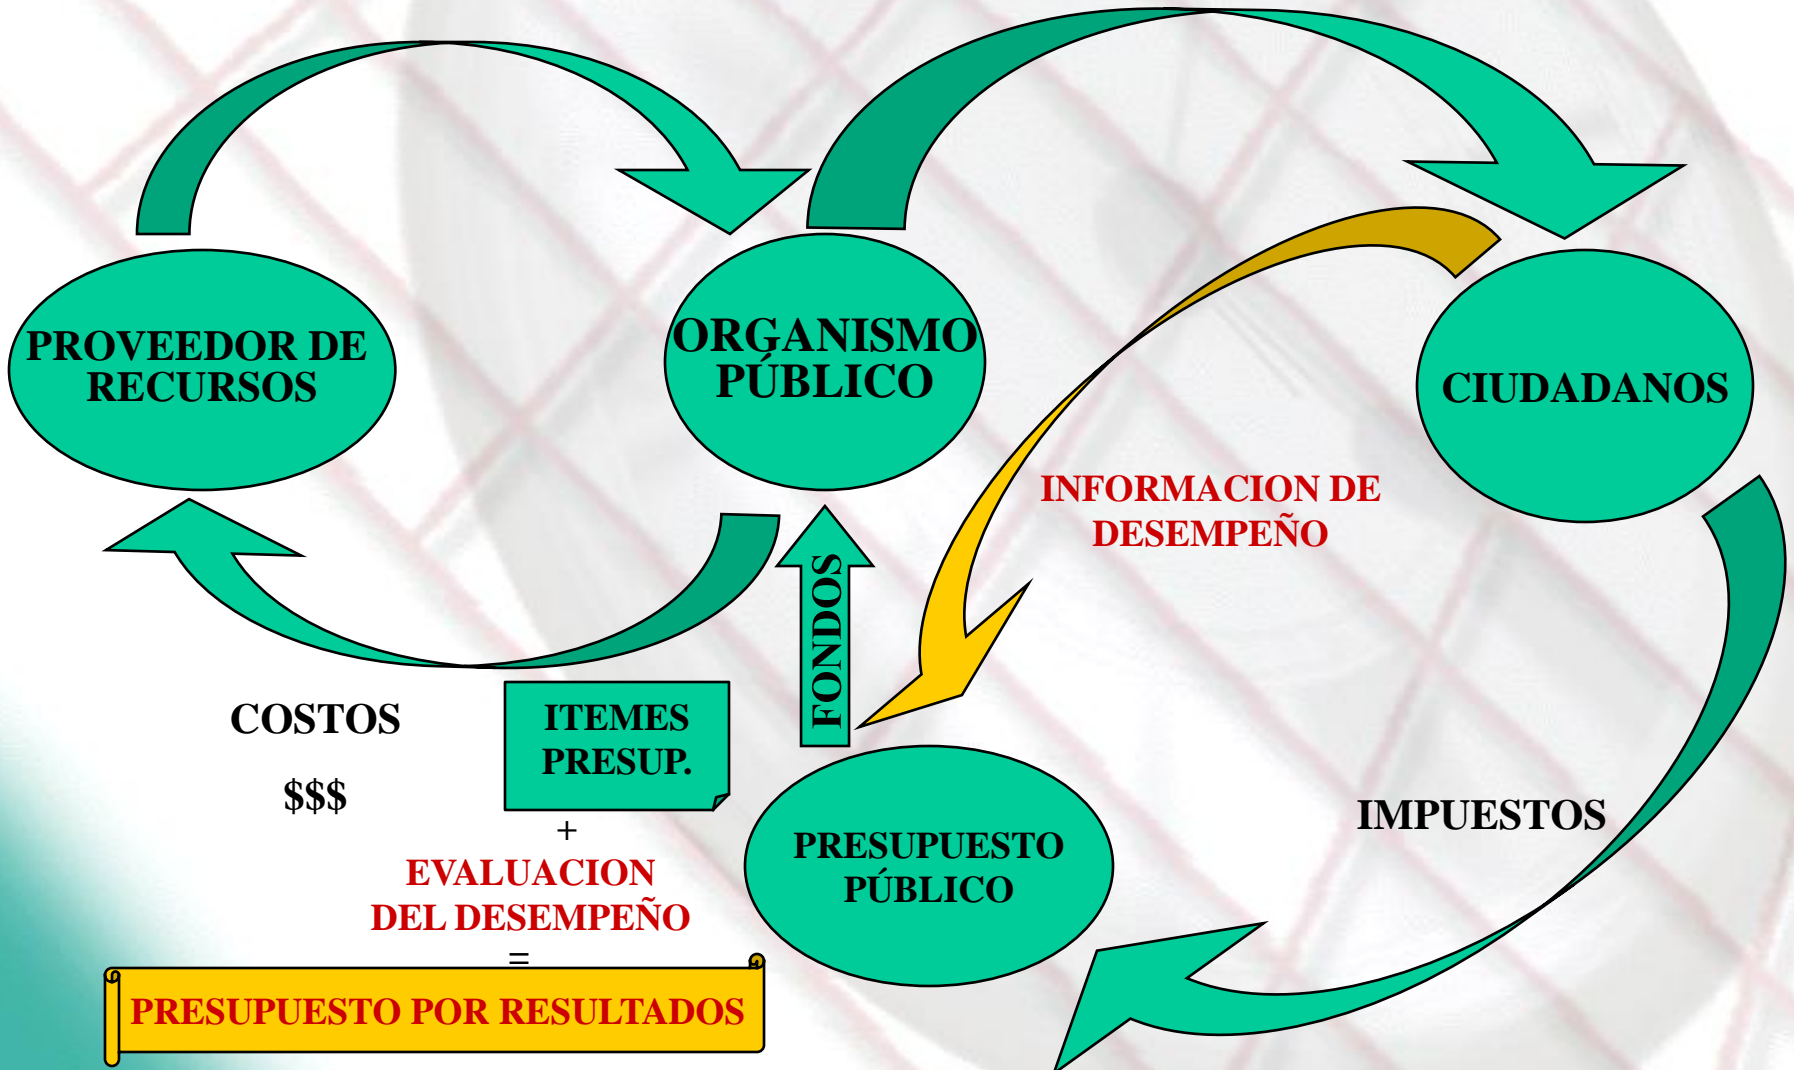 PROVEEDOR DE
RECURSOS
ORGANISMO
PÚBLICO
CIUDADANOS
INFORMACION DE
DESEMPEÑO
FONDOS
COSTOS
$$$
ITEMES
PRESUP.
+
EVALUACION
DEL DESEMPEÑO
=
PRESUPUESTO POR RESULTADOS
PRESUPUESTO
PÚBLICO
IMPUESTOS